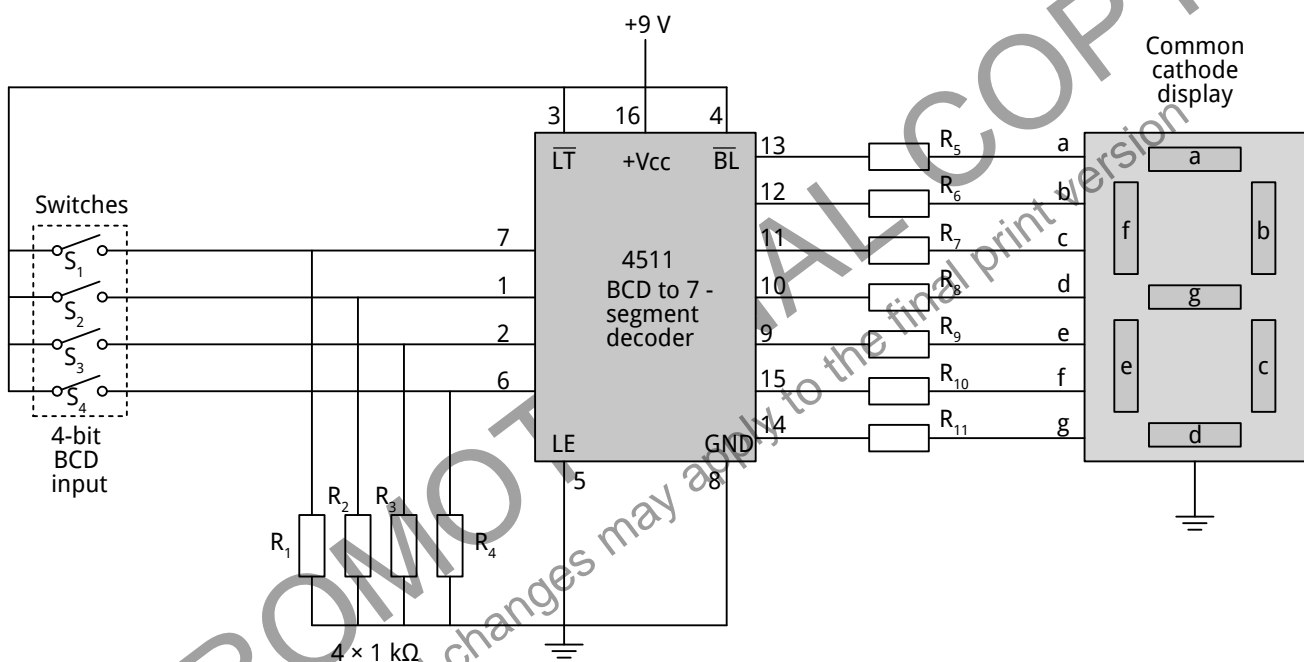 +9 V
Common
cathode
display
3
16
4
13
R5
a
LT
+Vcc
BL
a
12
R6
b
Switches
11
R7
c
f
b
7
S1
4511
BCD to 7 -
segment
decoder
10
R8
d
1
S2
g
9
R9
e
2
S3
15
R10
f
e
c
6
S4
14
R11
g
4-bit
BCD
input
LE
GND
d
5
8
R1
R2
R3
R4
4 × 1 kΩ
changes may apply to the final print version